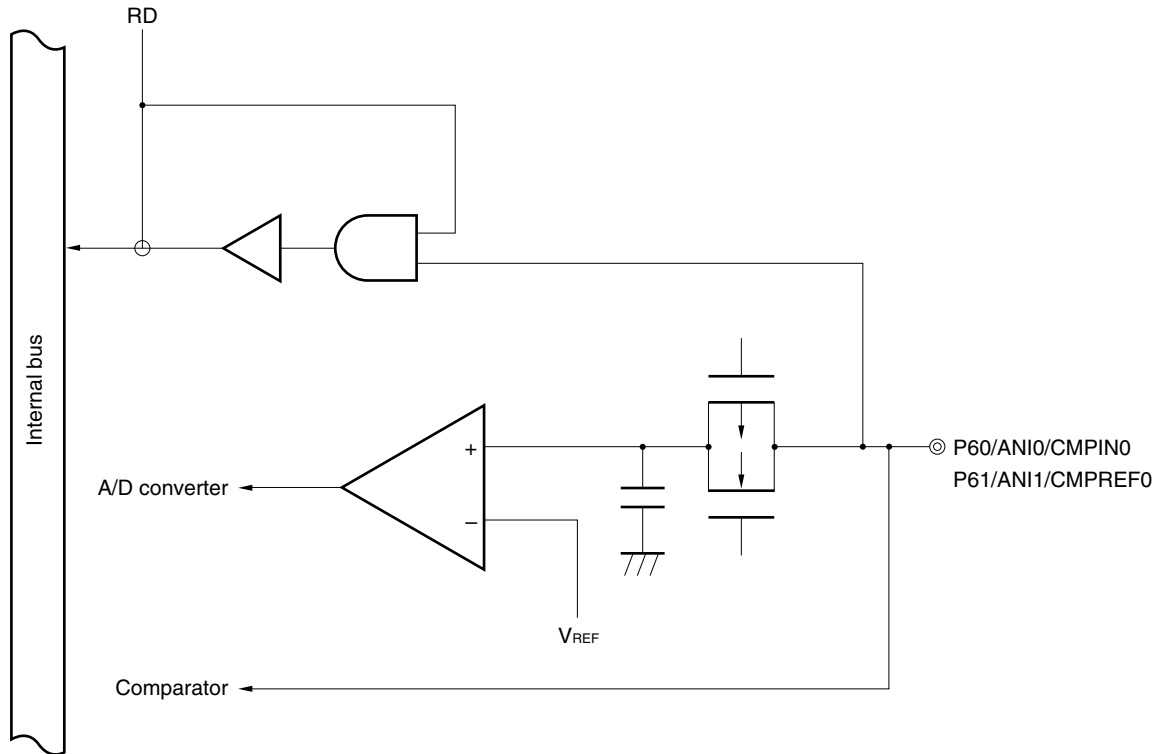 RD
Internal bus
+
P60/ANI0/CMPIN0
P61/ANI1/CMPREF0
A/D converter
−
VREF
Comparator